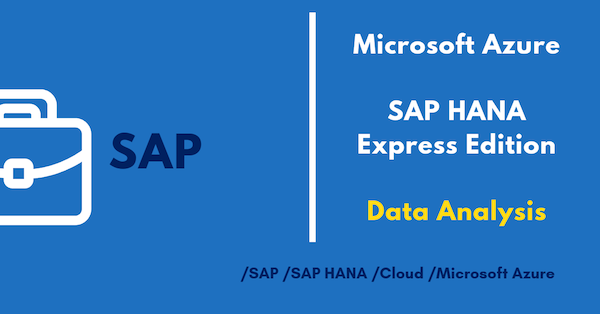 SAP
Microsoft Azure
SAP HANA
Express Edition
Data Analysis
/SAP /SAP HANA /Cloud /Microsoft Azure